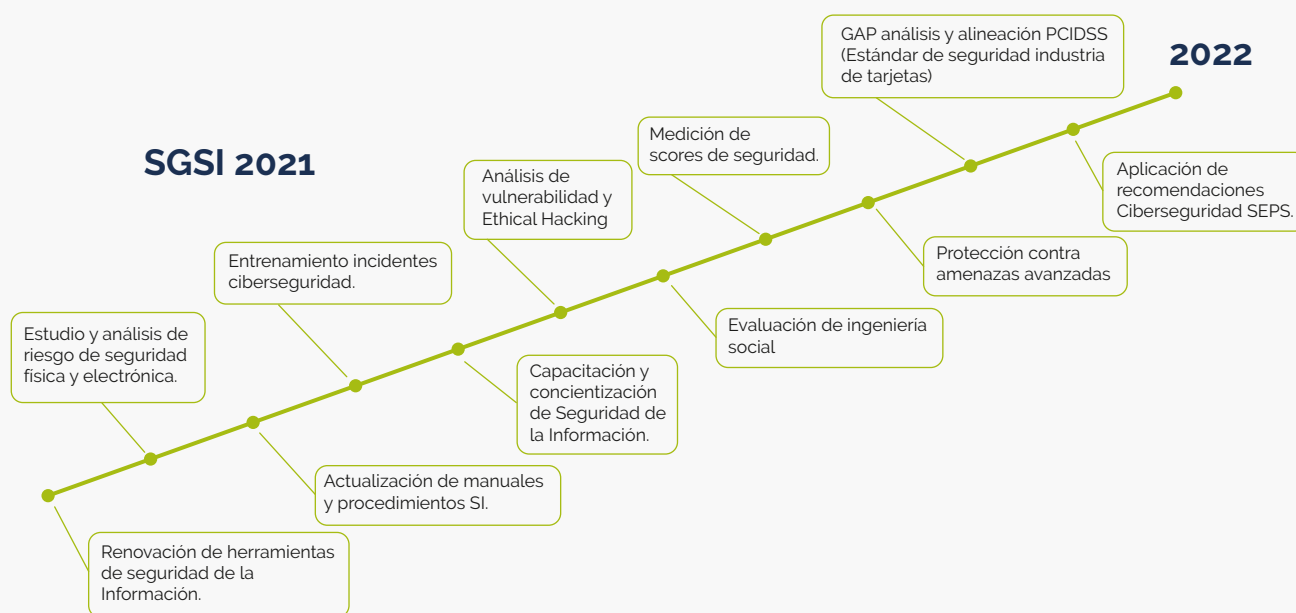 SGSI 2021
2022
Renovación de herramientas
de seguridad de la
Información.
Estudio y análisis de
riesgo de seguridad
física y electrónica.
Actualización de manuales
y procedimientos SI.
Entrenamiento incidentes
ciberseguridad.
Capacitación y
concientización
de Seguridad de
la Información.
Análisis de
vulnerabilidad y
Ethical Hacking
Evaluación de ingeniería
social
Medición de
scores de seguridad.
Protección contra
amenazas avanzadas
GAP análisis y alineación PCIDSS
(Estándar de seguridad industria
de tarjetas)
Aplicación de
recomendaciones
Ciberseguridad SEPS.